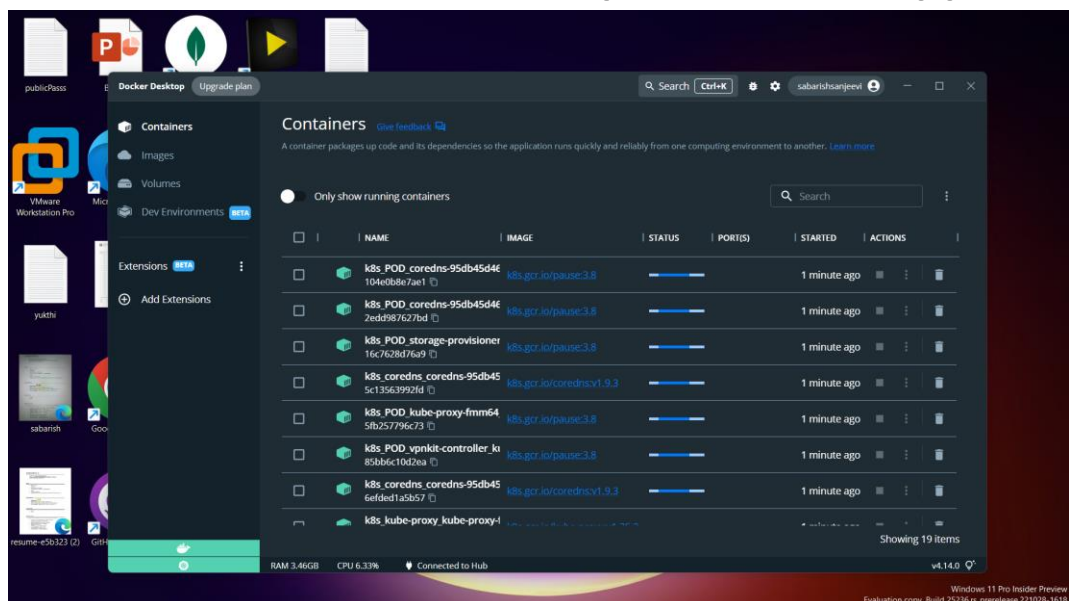 publicPasss
VMware
Workstation Pro
yukthi
sabarish
resume-e5b323 (2)
Docker Desktop
Upgrade plan
Search Ctrl+K
sabarishsanjeevi
Containers
Images
Volumes
Dev Environments BETA
Extensions BETA
Add Extensions
Containers
Give feedback
A container packages up code and its dependencies so the application runs quickly and reliably from one computing environment to another. Learn more
Only show running containers
Search
NAME IMAGE STATUS PORT(S) STARTED ACTIONS
k8s_POD_coredns-95db45d46
104e0b8e7ae1
k8s.gcr.io/pause:3.8
1 minute ago
k8s_POD_coredns-95db45d46
2edd987627bd
k8s.gcr.io/pause:3.8
1 minute ago
k8s_POD_storage-provisioner
16c7628d76a9
k8s.gcr.io/pause:3.8
1 minute ago
k8s_coredns_coredns-95db45
5c13563992fd
k8s.gcr.io/coredns:v1.9.3
1 minute ago
k8s_POD_kube-proxy-fmm64
5fb257796c73
k8s.gcr.io/pause:3.8
1 minute ago
k8s_POD_vpnkit-controller_ku
85bb6c10d2ea
k8s.gcr.io/pause:3.8
1 minute ago
k8s_coredns_coredns-95db45
6efded1a5b57
k8s.gcr.io/coredns:v1.9.3
1 minute ago
k8s_kube-proxy_kube-proxy-f
Showing 19 items
RAM 3.46GB CPU 6.33% Connected to Hub
v4.14.0
Windows 11 Pro Insider Preview
Evaluation copy. Build 25236.rs_prerelease.221028-1618